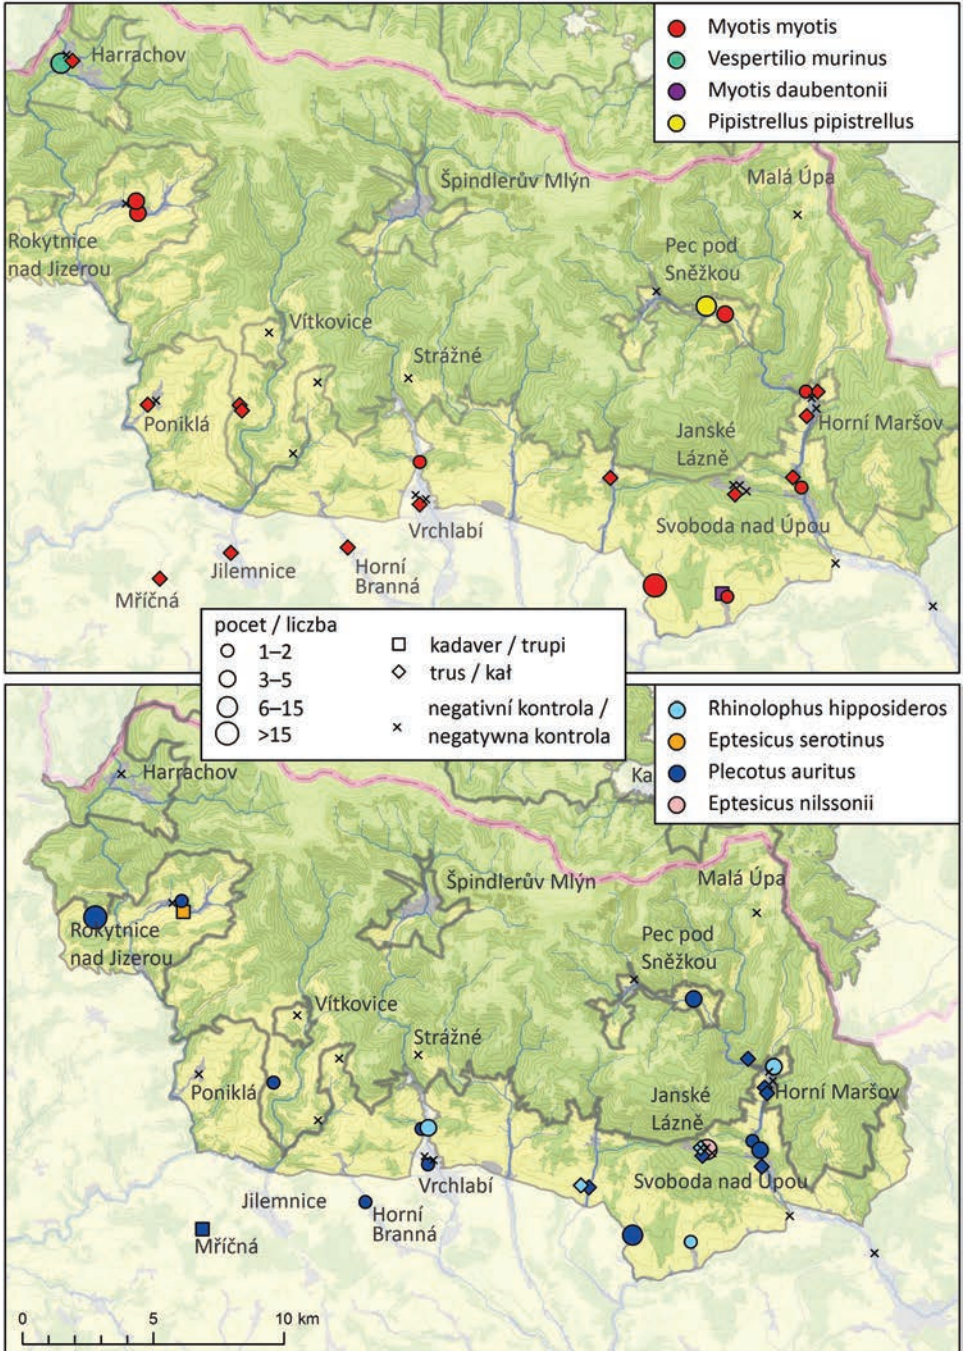 Myotis myotis
Vespertilio murinus
Myotis daubentonii
Pipistrellus pipistrellus
Harrachov
Špindlerův Mlýn
Malá Úpa
Rokytnice
nad Jizerou
Pec pod
Sněžkou
Vítkovice
Strážné
Poniklá
Janské
Lázně
Horní Maršov
Vrchlabí
Svoboda nad Úpou
Jilemnice
Horní
Branná
Mříčná
pocet / liczba
1–2
3–5
6–15
>15
kadaver / trupi
trus / kał
negativní kontrola /
negatywna kontrola
Rhinolophus hipposideros
Eptesicus serotinus
Plecotus auritus
Eptesicus nilssonii
Harrachov
Ka
Špindlerův Mlýn
Malá Úpa
Rokytnice
nad Jizerou
Pec pod
Sněžkou
Vítkovice
Strážné
Poniklá
Janské
Lázně
Horní Maršov
Vrchlabí
Svoboda nad Úpou
Jilemnice
Horní
Branná
Mříčná
0 5 10 km